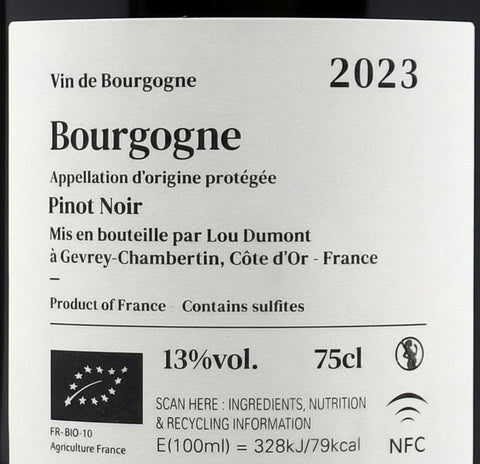 Vin de Bourgogne 2023
Bourgogne
Appellation d'origine protégée
Pinot Noir
Mis en bouteille par Lou Dumont
à Gevrey-Chambertin, Côte d'Or - France
Product of France - Contains sulfites
13%vol. 75cl
SCAN HERE : INGREDIENTS, NUTRITION
& RECYCLING INFORMATION
E(100ml) = 328kJ/79kcal
NFC
FR-BIO-10
Agriculture France